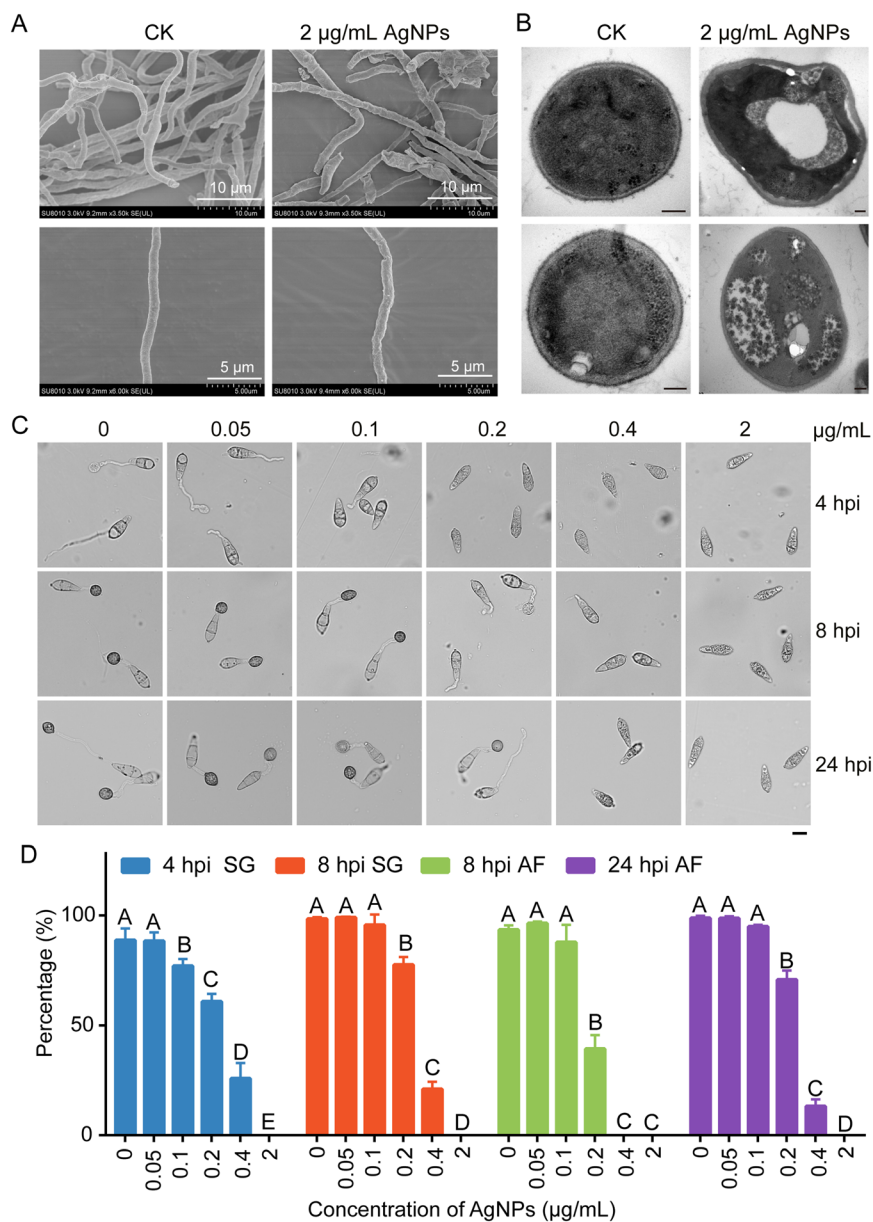 A
CK
2 µg/mL AgNPs
10 µm
SU8010 3.0kV 9.2mm x3.50k SE(UL)
10.0um
10 µm
SU8010 3.0kV 9.3mm x3.50k SE(UL)
10.0um
5 µm
SU8010 3.0kV 9.2mm x6.00k SE(UL)
5.00um
5 µm
SU8010 3.0kV 9.4mm x6.00k SE(UL)
5.00um
B
CK
2 µg/mL AgNPs
C
0 0.05 0.1 0.2 0.4 2 µg/mL
4 hpi
8 hpi
24 hpi
D
4 hpi SG 8 hpi SG 8 hpi AF 24 hpi AF
Percentage (%)
100
50
0
A A B C D E
A A A B C D
A A A B C C
A A A B C D
0 0.05 0.1 0.2 0.4 2 0 0.05 0.1 0.2 0.4 2 0 0.05 0.1 0.2 0.4 2 0 0.05 0.1 0.2 0.4 2
Concentration of AgNPs (µg/mL)